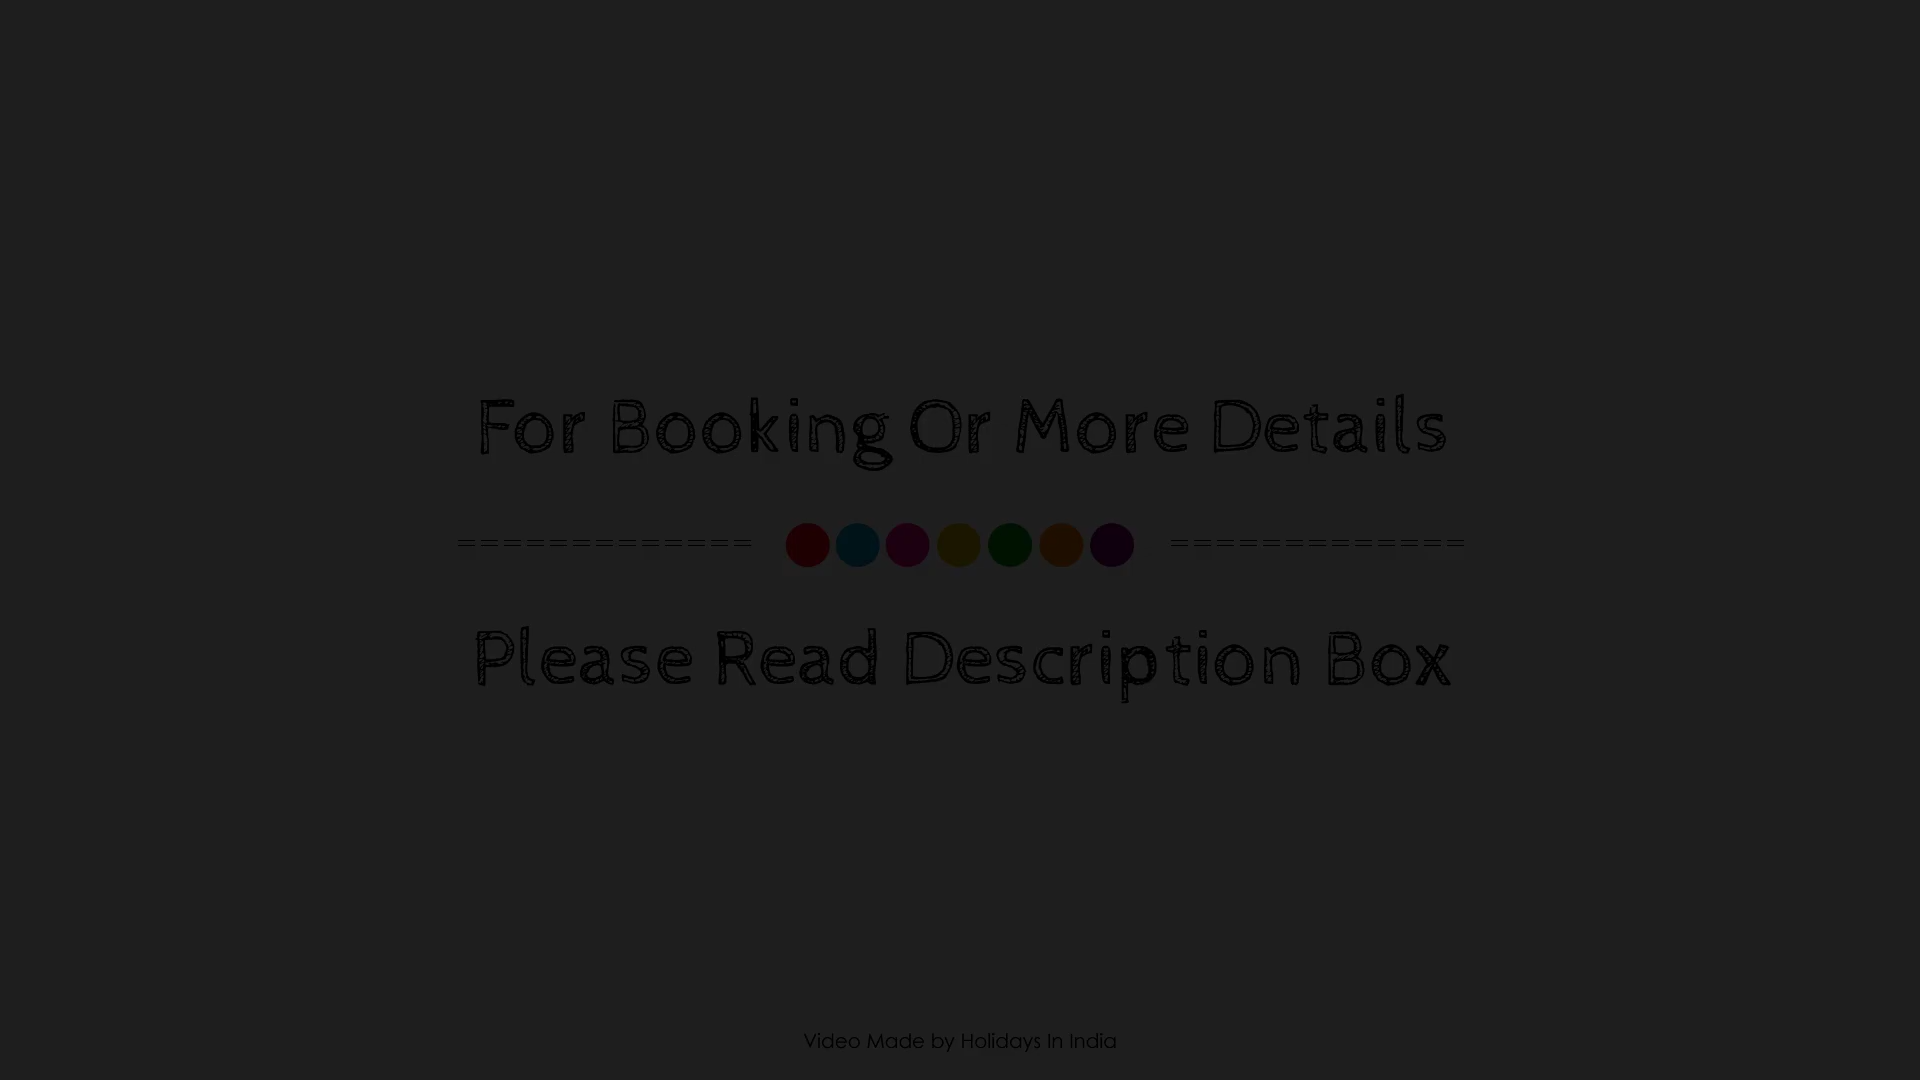 For Booking Or More Details
============= =============
Please Read Description Box
Video Made by Holidays In India